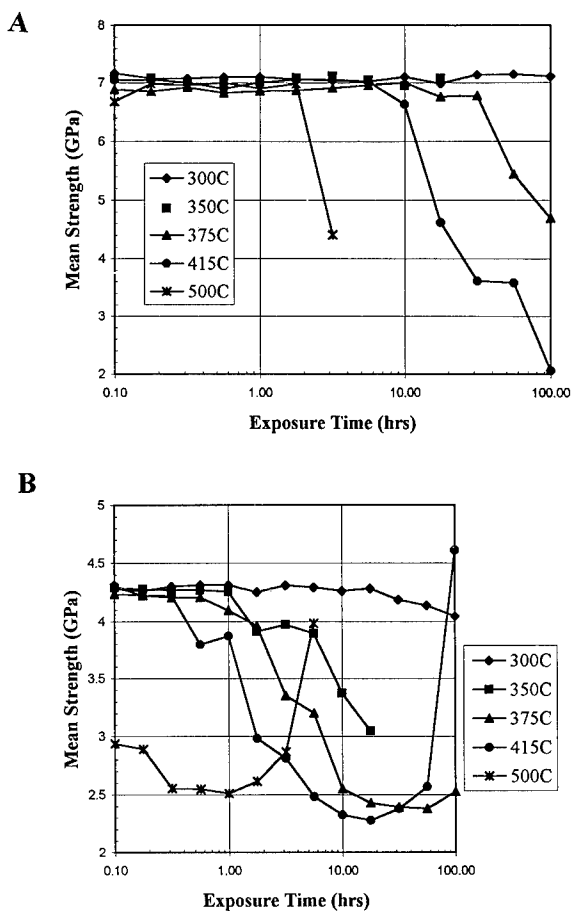 A
8
7
6
5
4
3
2
Mean Strength (GPa)
300C
350C
375C
415C
500C
0.10 1.00 10.00 100.00
Exposure Time (hrs)
B
5
4.5
4
3.5
3
2.5
2
Mean Strength (GPa)
300C
350C
375C
415C
500C
0.10 1.00 10.00 100.00
Exposure Time (hrs)